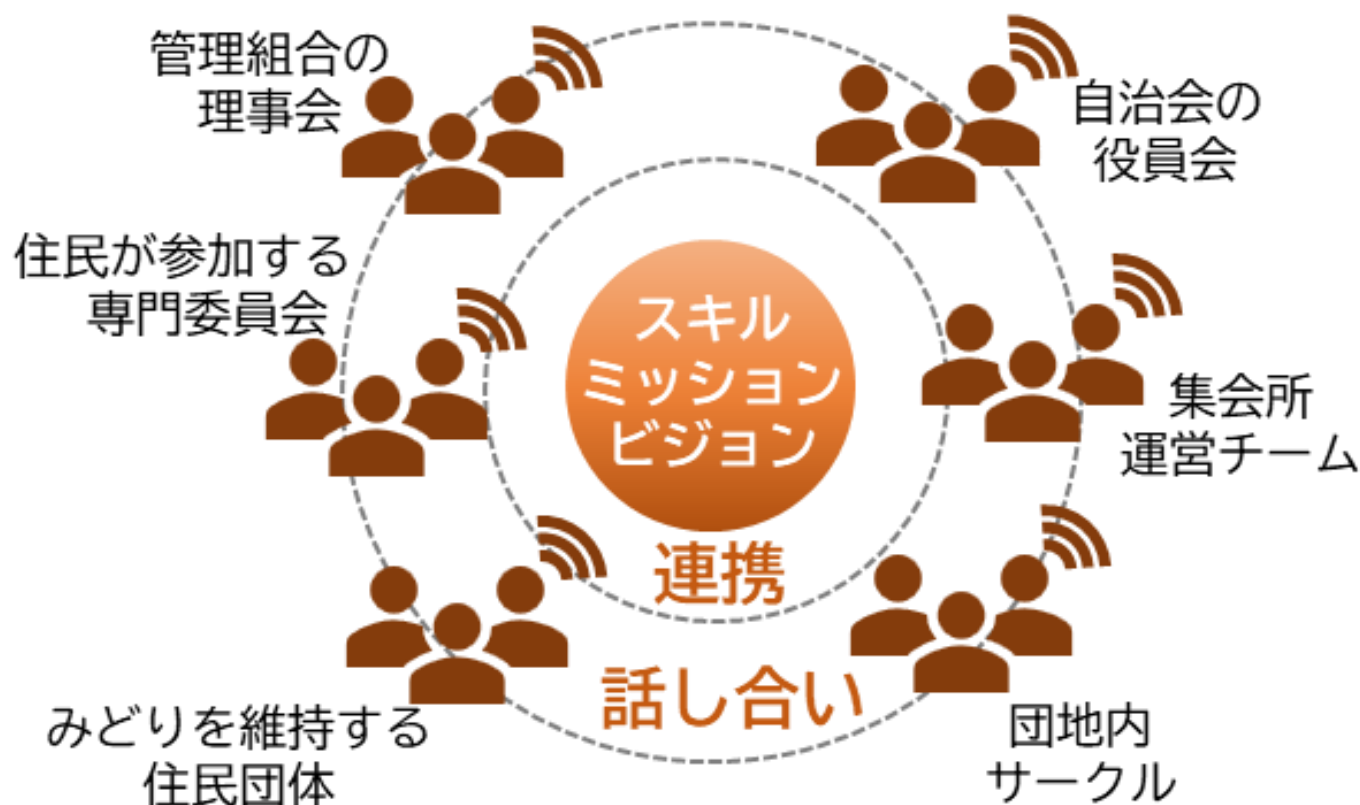 管理組合の
理事会
自治会の
役員会
住民が参加する
専門委員会
スキル
ミッション
ビジョン
集会所
運営チーム
連携
話し合い
みどりを維持する
住民団体
団地内
サークル